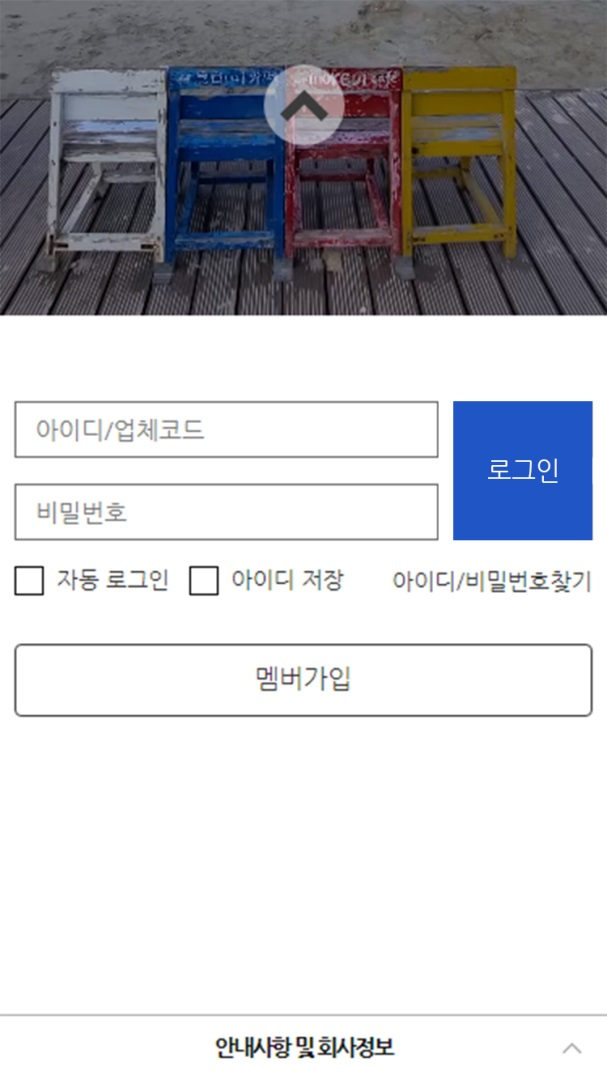 아이디/업체코드
로그인
비밀번호
자동 로그인 아이디 저장 아이디/비밀번호찾기
멤버가입
안내사항 및 회사정보